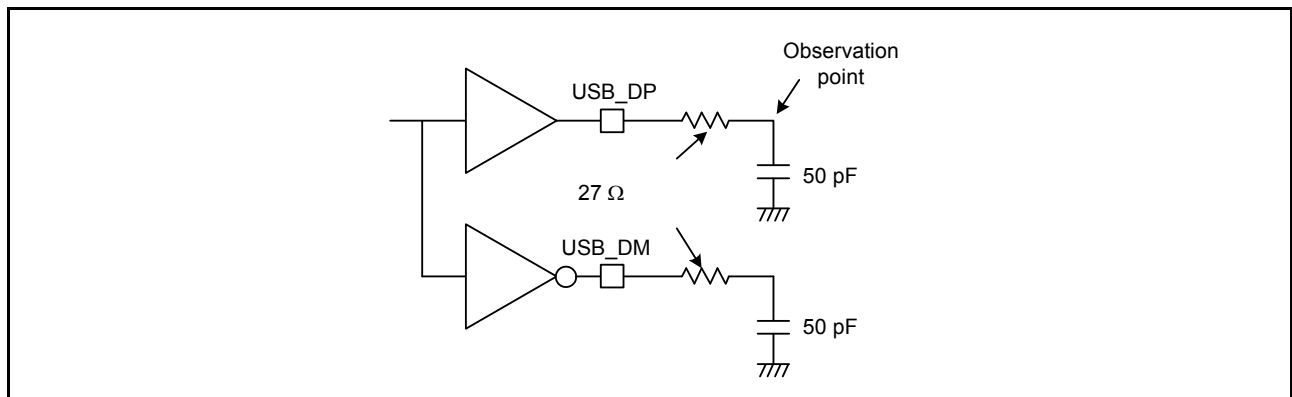 Observation
point
USB_DP
50 pF
27 Ω
USB_DM
50 pF